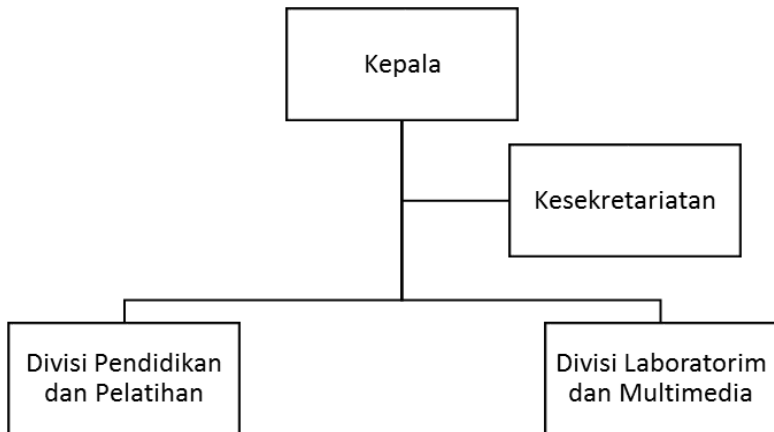 Kepala
Kesekretariatan
Divisi Pendidikan
dan Pelatihan
Divisi Laboratorim
dan Multimedia